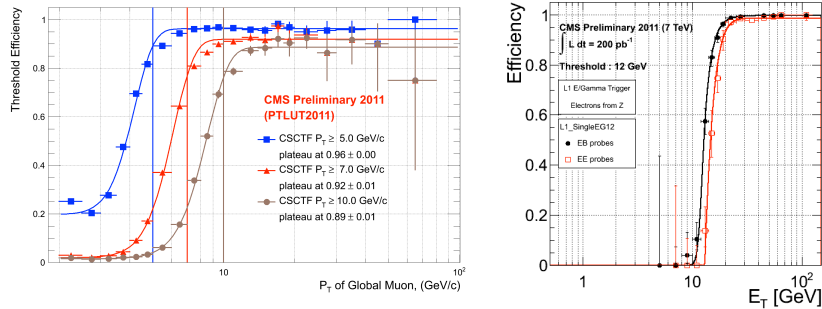 Threshold Efficiency
1
0.8
0.6
0.4
0.2
0
CMS Preliminary 2011
(PTLUT2011)
CSCTF P_T ≥ 5.0 GeV/c
plateau at 0.96 ± 0.00
CSCTF P_T ≥ 7.0 GeV/c
plateau at 0.92 ± 0.01
CSCTF P_T ≥ 10.0 GeV/c
plateau at 0.89 ± 0.01
10
10²
P_T of Global Muon, (GeV/c)
Efficiency
1
0.8
0.6
0.4
0.2
0
CMS Preliminary 2011 (7 TeV)
∫ L dt = 200 pb⁻¹
Threshold : 12 GeV
L1 E/Gamma Trigger
Electrons from Z
L1_SingleEG12
EB probes
EE probes
1
10
10²
E_T [GeV]